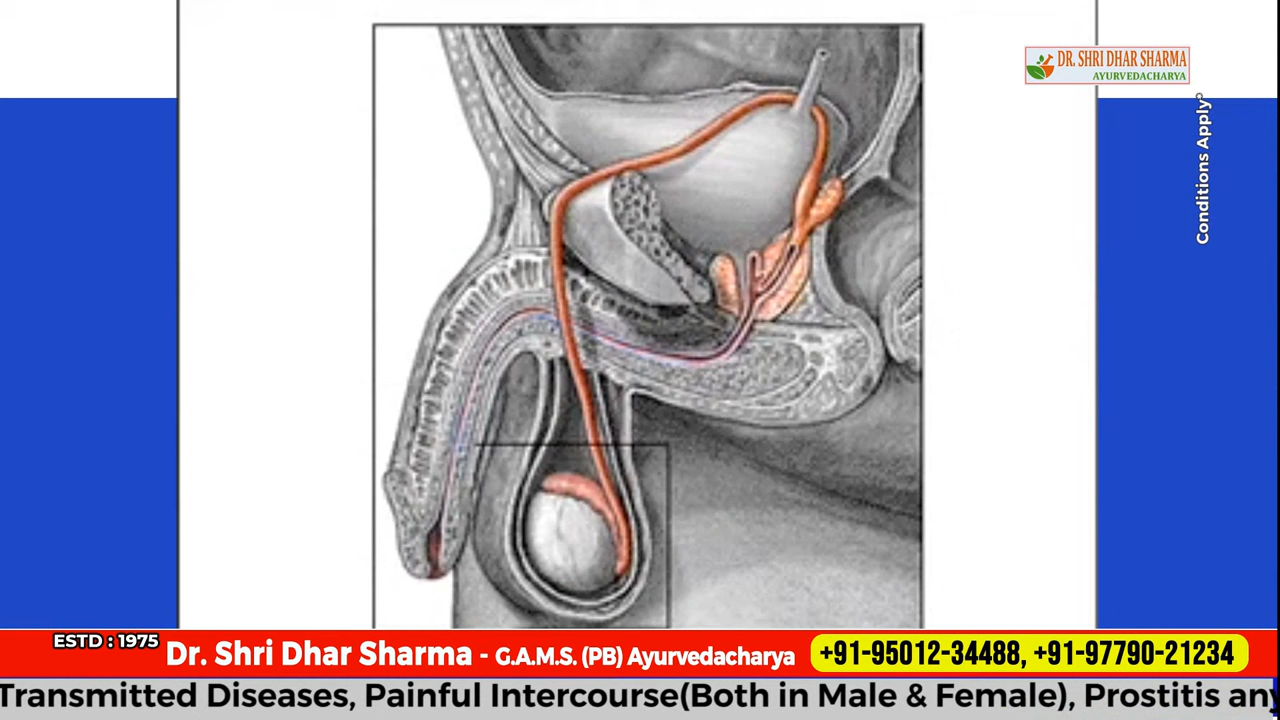 DR. SHRI DHAR SHARMA
AYURVEDACHARYA
Conditions Apply*
ESTD : 1975
Dr. Shri Dhar Sharma - G.A.M.S. (PB) Ayurvedacharya
+91-95012-34488, +91-97790-21234
Transmitted Diseases, Painful Intercourse(Both in Male & Female), Prostitis any